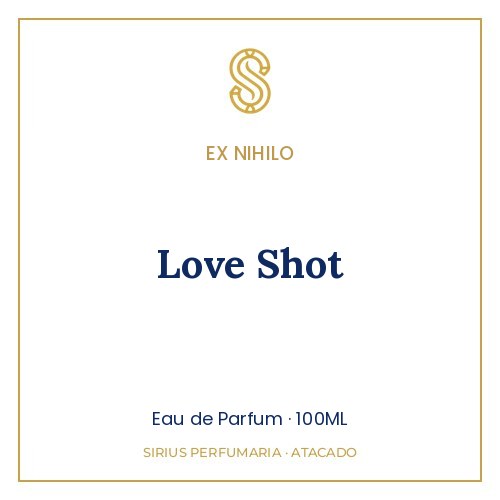 EX NIHILO
Love Shot
Eau de Parfum · 100ML
SIRIUS PERFUMARIA · ATACADO